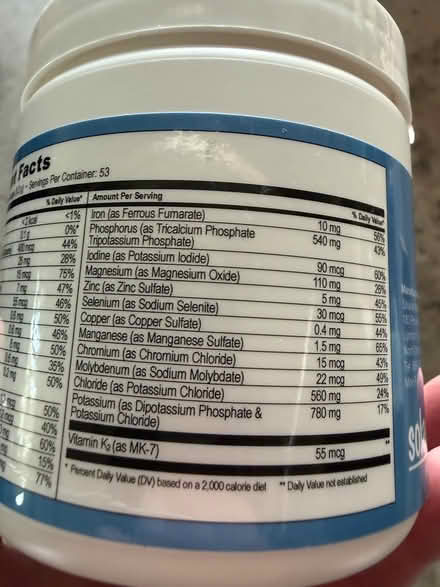 Facts
Servings Per Container: 53
% Daily Value* Amount Per Serving % Daily Value*
<1% Iron (as Ferrous Fumarate) 10 mg 56%
0%* Phosphorus (as Tricalcium Phosphate 540 mg 43%
44% Tripotassium Phosphate)
28% Iodine (as Potassium Iodide) 90 mcg 60%
75% Magnesium (as Magnesium Oxide) 110 mg 26%
47% Zinc (as Zinc Sulfate) 5 mg 45%
46% Selenium (as Sodium Selenite) 30 mcg 55%
50% Copper (as Copper Sulfate) 0.4 mg 44%
46% Manganese (as Manganese Sulfate) 1.5 mg 65%
50% Chromium (as Chromium Chloride) 15 mcg 43%
35% Molybdenum (as Sodium Molybdate) 22 mcg 49%
50% Chloride (as Potassium Chloride) 560 mg 24%
Potassium (as Dipotassium Phosphate & 780 mg 17%
50% Potassium Chloride)
40%
60% Vitamin K₂ (as MK-7) 55 mcg **
15%
77% * Percent Daily Value (DV) based on a 2,000 calorie diet ** Daily Value not established